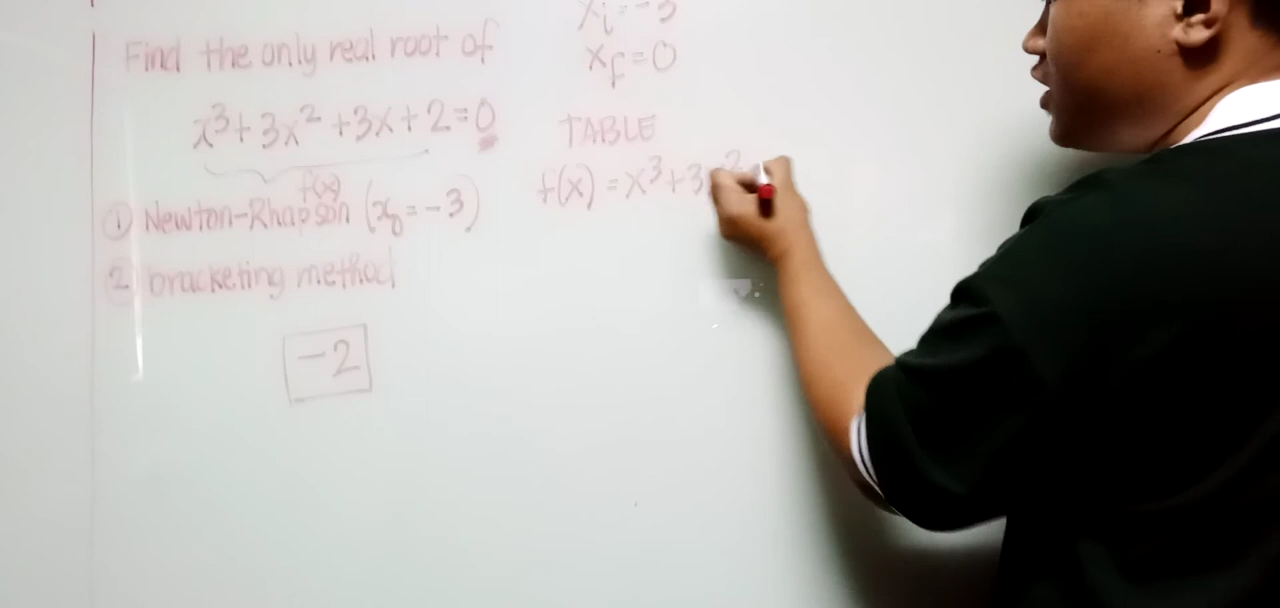 Find the only real root of
x³+3x²+3x+2=0
f(x)
① Newton-Rhapson (x₀=-3)
② bracketing method
-2
xᵢ=-3
x_f=0
TABLE
f(x)=x³+3x²